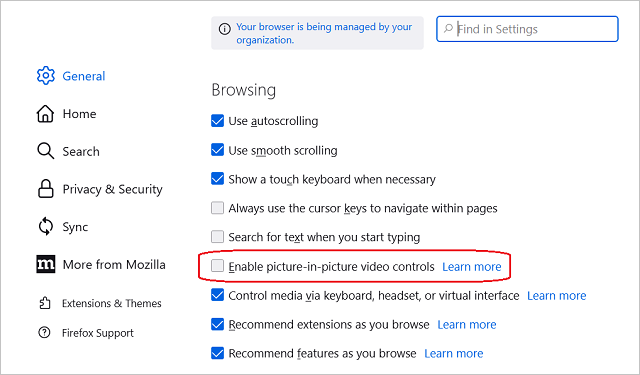 Your browser is being managed by your
organization.
Find in Settings
General
Home
Search
Privacy & Security
Sync
m More from Mozilla
Extensions & Themes
Firefox Support
Browsing
Use autoscrolling
Use smooth scrolling
Show a touch keyboard when necessary
Always use the cursor keys to navigate within pages
Search for text when you start typing
Enable picture-in-picture video controls Learn more
Control media via keyboard, headset, or virtual interface Learn more
Recommend extensions as you browse Learn more
Recommend features as you browse Learn more